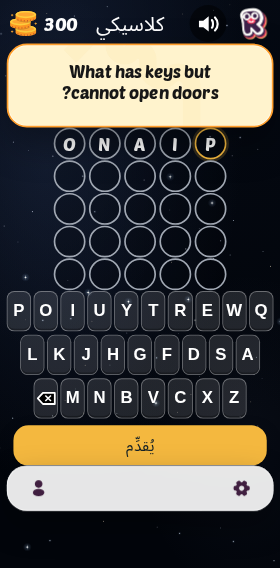 300 كلاسيكي
What has keys but
?cannot open doors
O N A I P
P O I U Y T R E W Q
L K J H G F D S A
M N B V C X Z
يُقدِّم